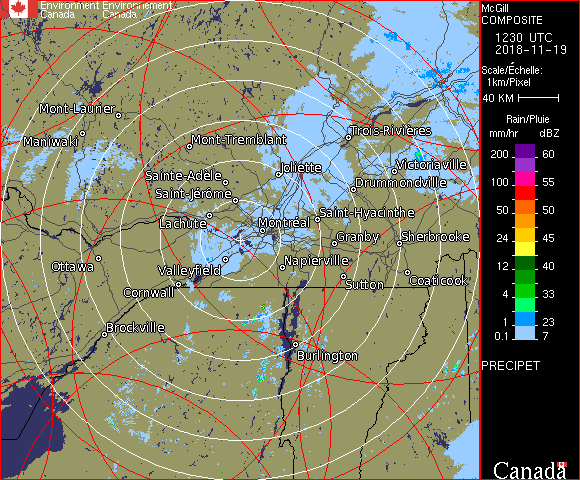 Environment Environnement
Canada Canada
McGill
COMPOSITE
1230 UTC
2018-11-19
Scale/Échelle:
1km/Pixel
40 KM
Rain/Pluie
mm/hr dBZ
200 60
100 55
50 50
24 45
12 40
4 33
1 23
0.1 7
PRECIPET
Canada
Mont-Laurier
Maniwaki
Mont-Tremblant
Trois-Rivières
Joliette
Victoriaville
Sainte-Adèle
Drummondville
Saint-Jérôme
Saint-Hyacinthe
Lachute
Montréal
Granby
Sherbrooke
Ottawa
Valleyfield
Napierville
Cornwall
Sutton
Coaticook
Brockville
Burlington